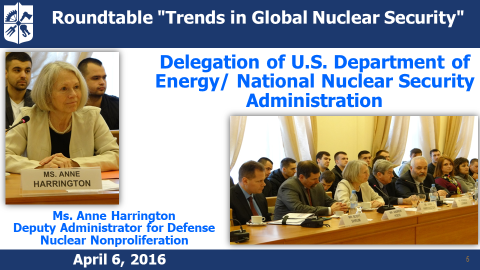 Roundtable "Trends in Global Nuclear Security"
Delegation of U.S. Department of
Energy/ National Nuclear Security
Administration
MS. ANNE
HARRINGTON
Ms. Anne Harrington
Deputy Administrator for Defense
Nuclear Nonproliferation
April 6, 2016
5